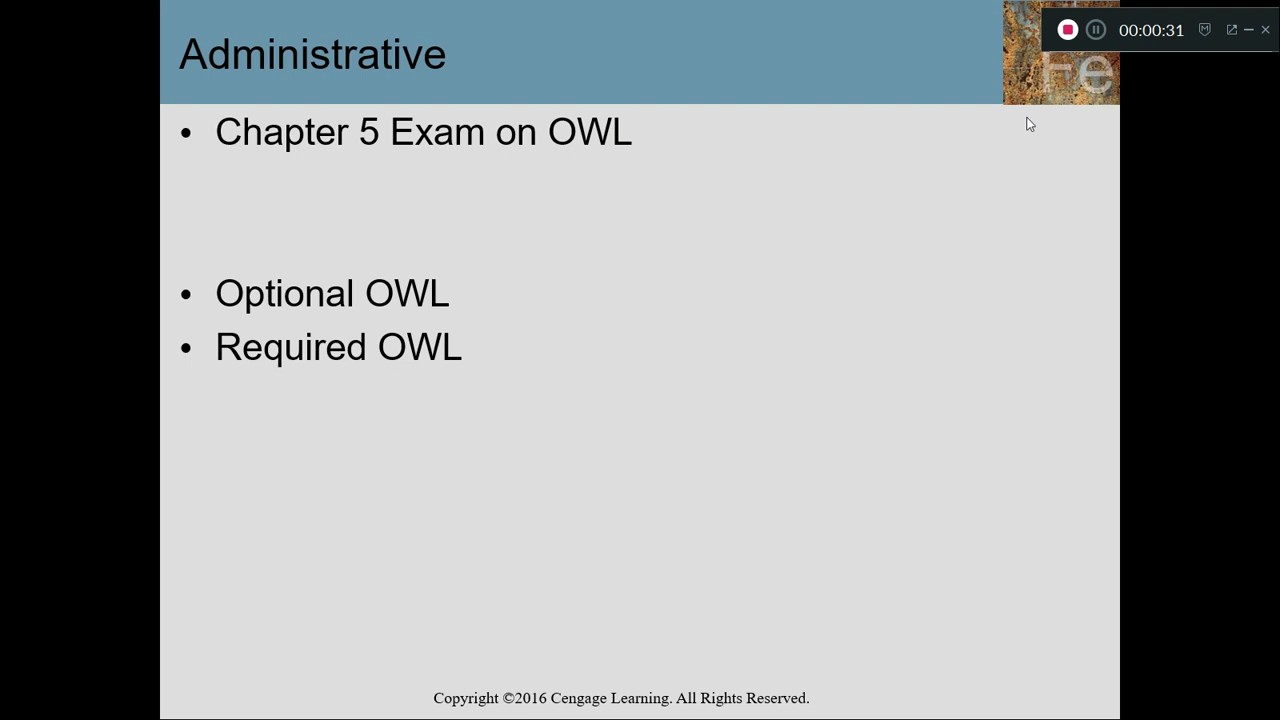 Administrative
00:00:31
Fe
• Chapter 5 Exam on OWL
• Optional OWL
• Required OWL
Copyright ©2016 Cengage Learning. All Rights Reserved.